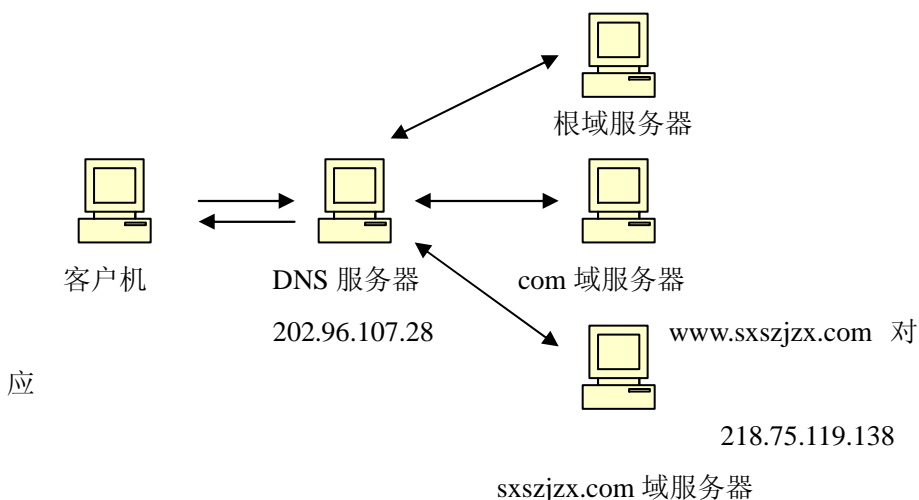 根域服务器
客户机 DNS 服务器 com 域服务器
202.96.107.28 www.sxszjzx.com 对
应
218.75.119.138
sxszjzx.com 域服务器